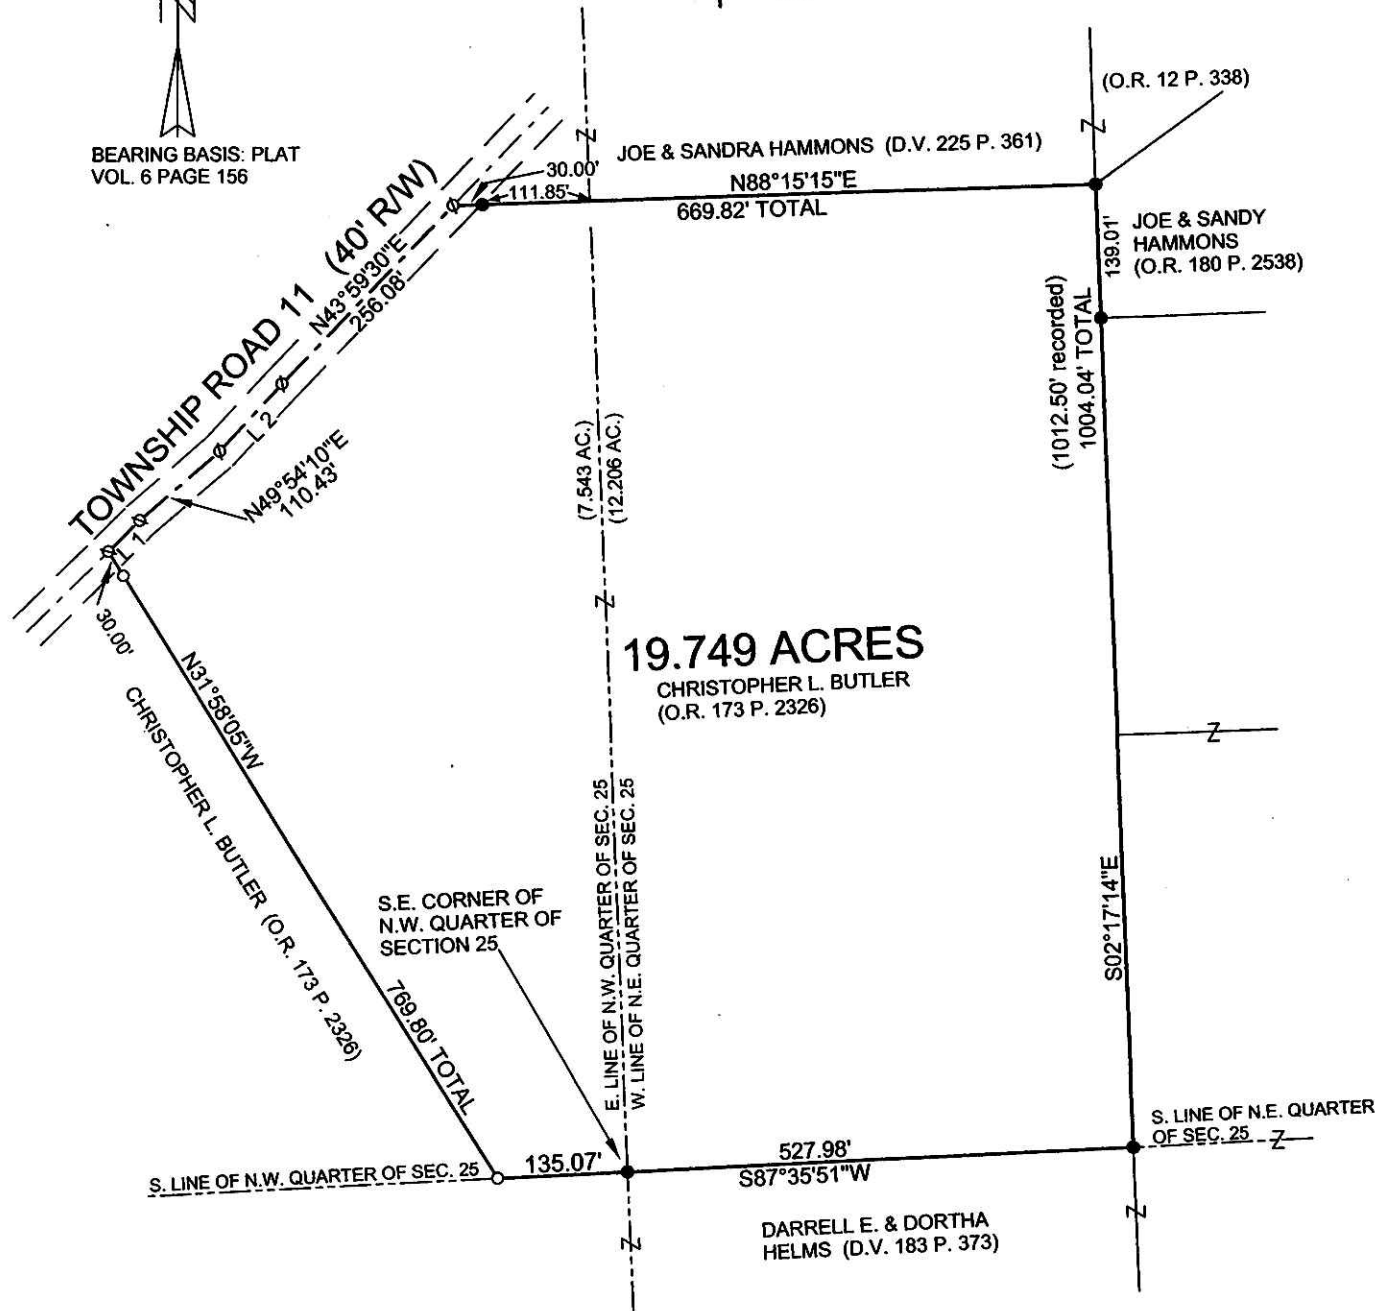 N
BEARING BASIS: PLAT
VOL. 6 PAGE 156
TOWNSHIP ROAD 11 (40' R/W)
N43°59'30"E
256.08'
30.00'
111.85'
JOE & SANDRA HAMMONS (D.V. 225 P. 361)
N88°15'15"E
669.82' TOTAL
(O.R. 12 P. 338)
139.01'
JOE & SANDY
HAMMONS
(O.R. 180 P. 2538)
(1012.50' recorded)
1004.04' TOTAL
L 2
N49°54'10"E
110.43'
L 1
30.00'
(7.543 AC.)
(12.206 AC.)
19.749 ACRES
CHRISTOPHER L. BUTLER
(O.R. 173 P. 2326)
N31°58'05"W
769.80' TOTAL
CHRISTOPHER L. BUTLER (O.R. 173 P. 2326)
S.E. CORNER OF
N.W. QUARTER OF
SECTION 25
E. LINE OF N.W. QUARTER OF SEC. 25
W. LINE OF N.E. QUARTER OF SEC. 25
S02°17'14"E
S. LINE OF N.E. QUARTER
OF SEC. 25
S. LINE OF N.W. QUARTER OF SEC. 25
135.07'
527.98'
S87°35'51"W
DARRELL E. & DORTHA
HELMS (D.V. 183 P. 373)